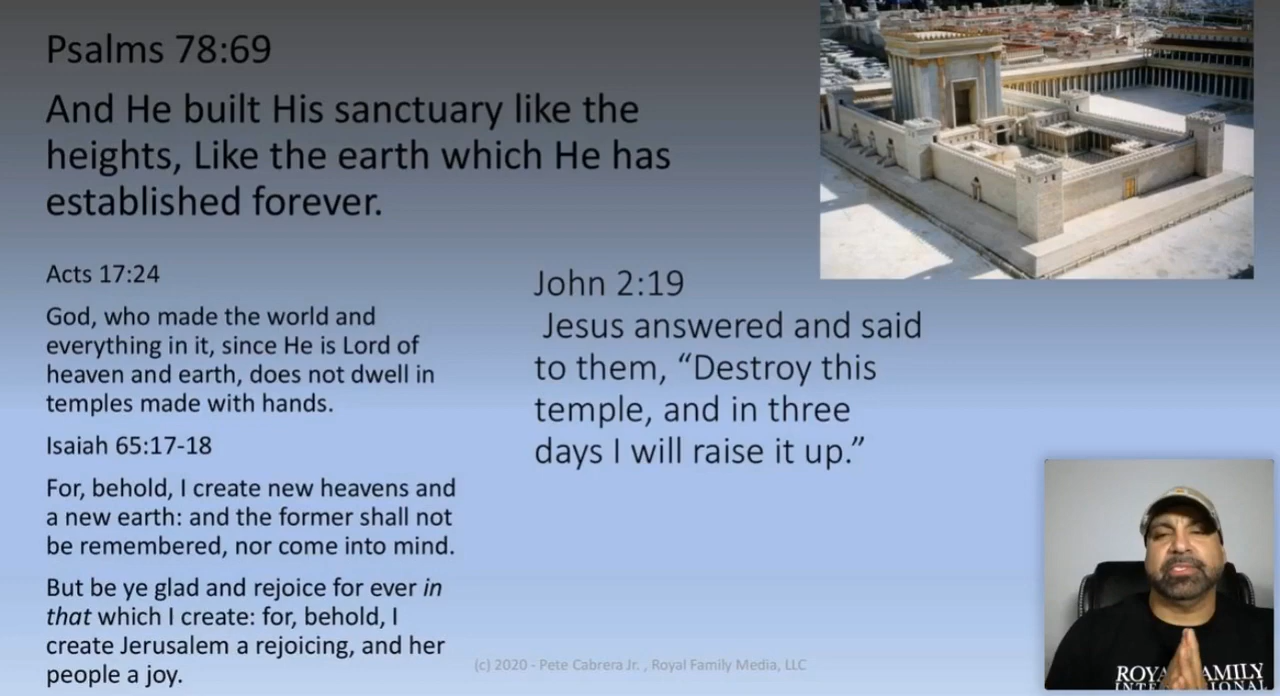 Psalms 78:69
And He built His sanctuary like the
heights, Like the earth which He has
established forever.
Acts 17:24
God, who made the world and
everything in it, since He is Lord of
heaven and earth, does not dwell in
temples made with hands.
Isaiah 65:17-18
For, behold, I create new heavens and
a new earth: and the former shall not
be remembered, nor come into mind.
But be ye glad and rejoice for ever in
that which I create: for, behold, I
create Jerusalem a rejoicing, and her
people a joy.
John 2:19
Jesus answered and said
to them, “Destroy this
temple, and in three
days I will raise it up.”
(c) 2020 - Pete Cabrera Jr. , Royal Family Media, LLC